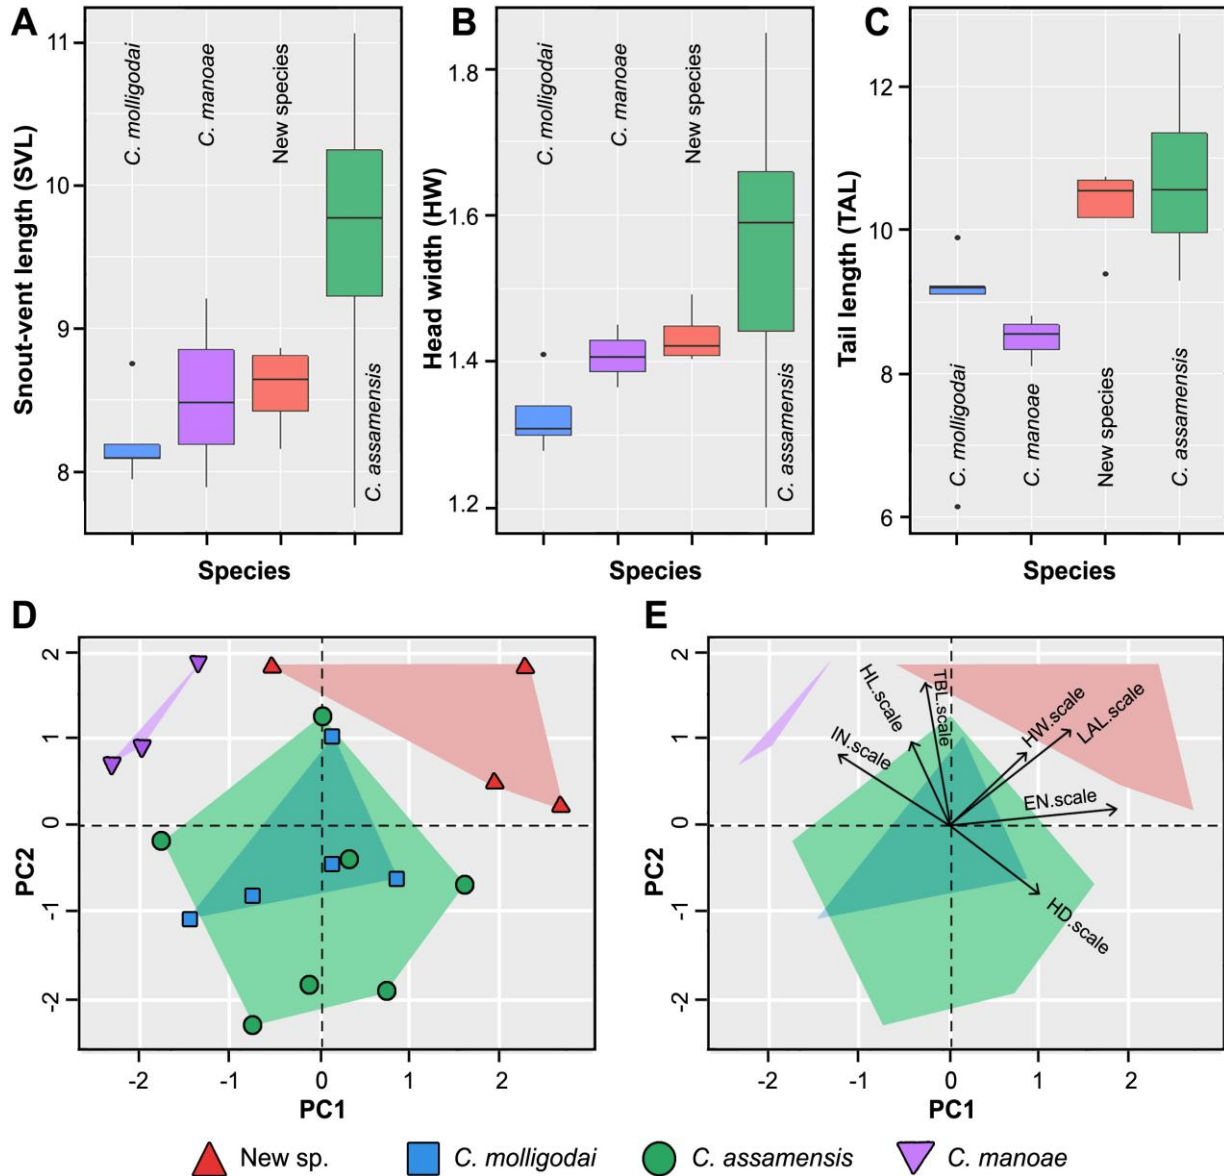 A
Snout-vent length (SVL)
11
10
9
8
C. molligodai
C. manoae
New species
C. assamensis
Species
B
Head width (HW)
1.8
1.6
1.4
1.2
C. molligodai
C. manoae
New species
C. assamensis
Species
C
Tail length (TAL)
12
10
8
6
C. molligodai
C. manoae
New species
C. assamensis
Species
D
PC2
2
1
0
-1
-2
-2
-1
0
1
2
PC1
E
PC2
2
1
0
-1
-2
IN.scale
HL.scale
TBL.scale
HW.scale
LAL.scale
EN.scale
HD.scale
-2
-1
0
1
2
PC1
New sp.
C. molligodai
C. assamensis
C. manoae